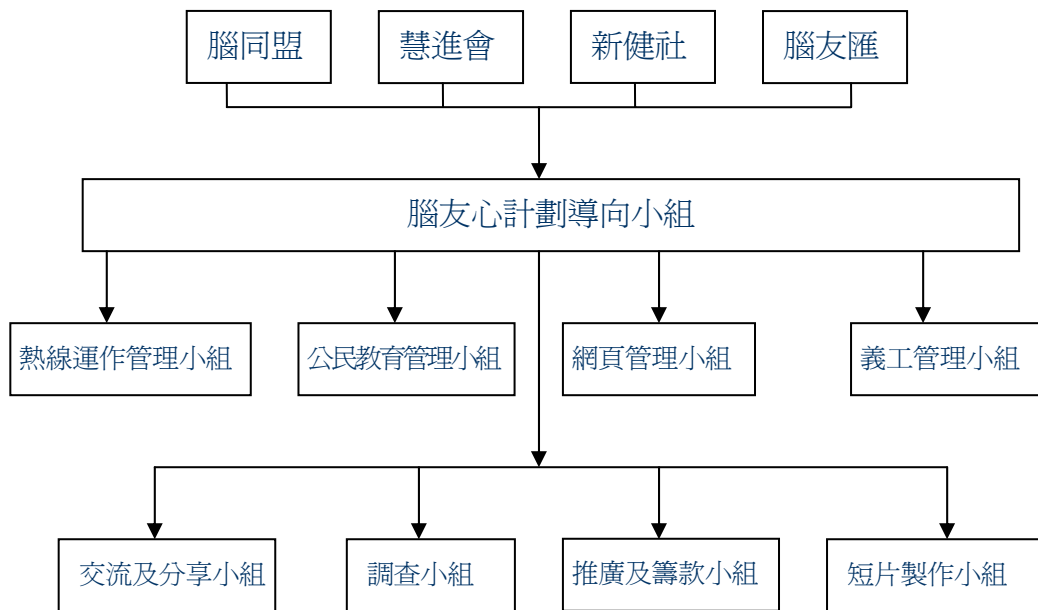 腦同盟
慧進會
新健社
腦友匯
腦友心計劃導向小組
熱線運作管理小組
公民教育管理小組
網頁管理小組
義工管理小組
交流及分享小組
調查小組
推廣及籌款小組
短片製作小組